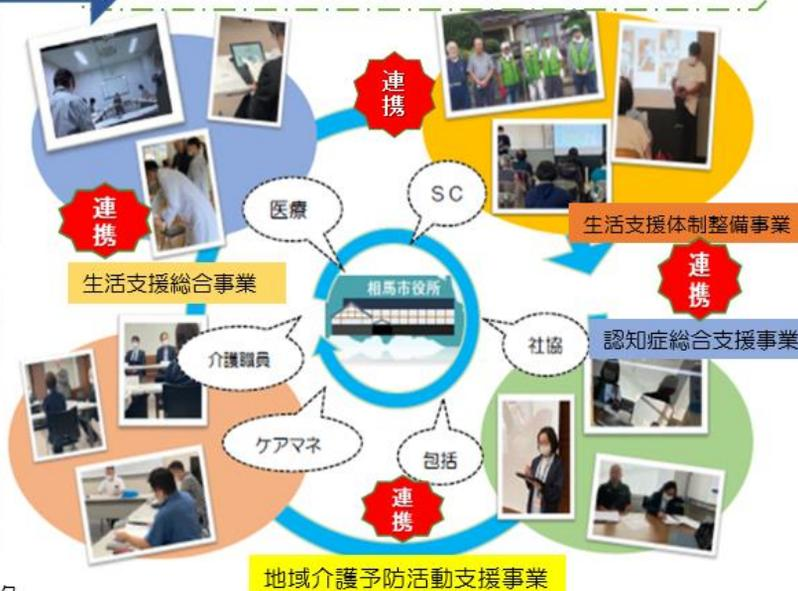 連携
医療
SC
連携
生活支援体制整備事業
連携
生活支援総合事業
相馬市役所
介護職員
社協
認知症総合支援事業
ケアマネ
包括
連携
地域介護予防活動支援事業